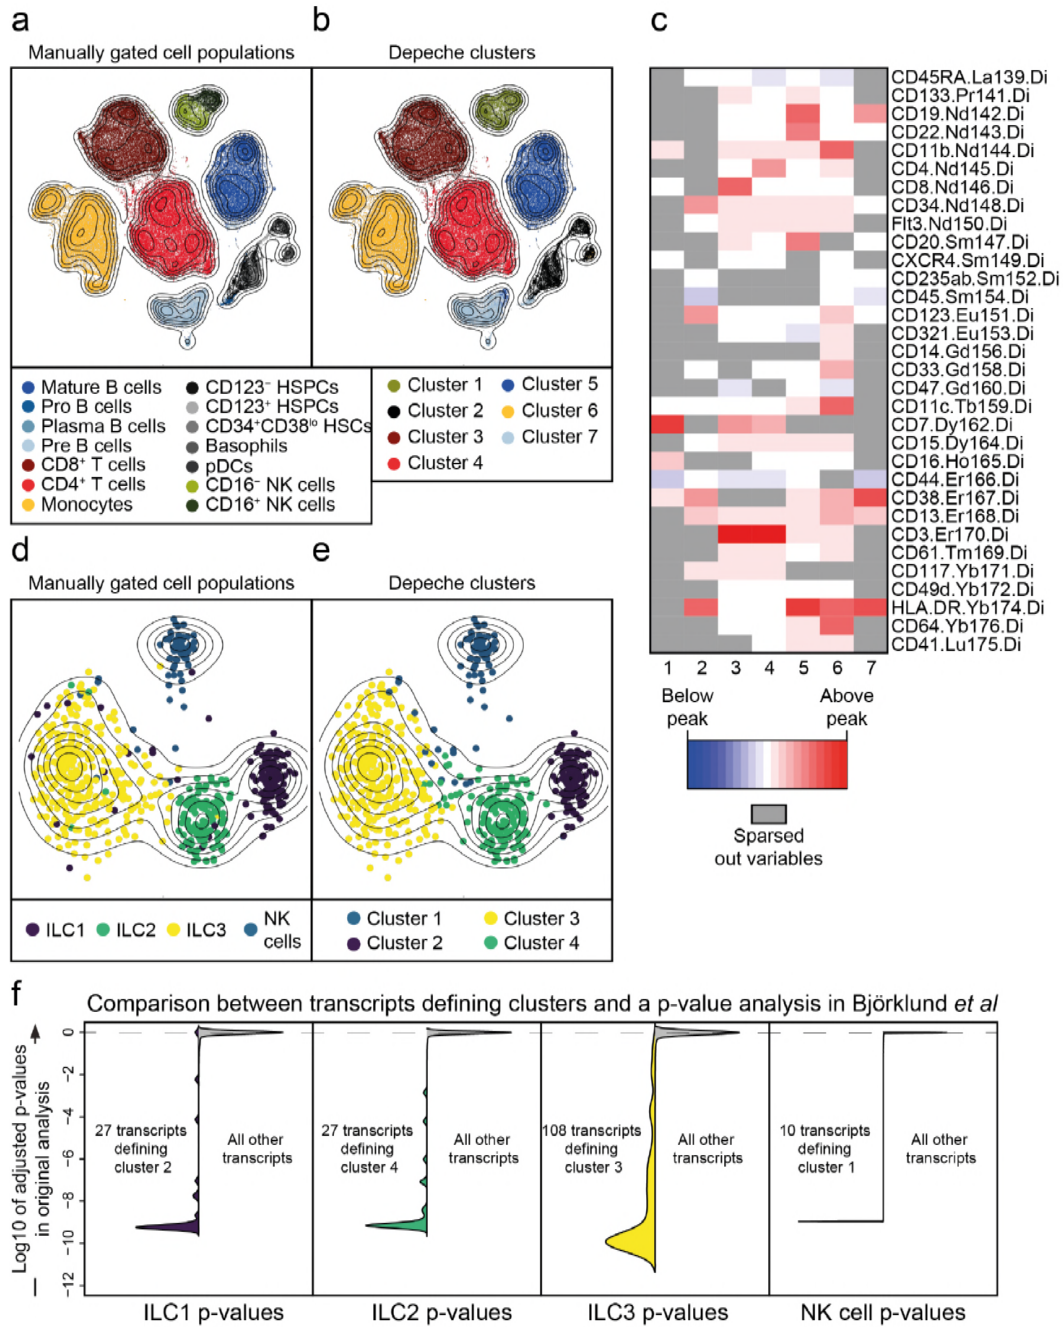 a
Manually gated cell populations
b
Depeche clusters
Mature B cells
Pro B cells
Plasma B cells
Pre B cells
CD8+ T cells
CD4+ T cells
Monocytes
CD123− HSPCs
CD123+ HSPCs
CD34+CD38lo HSCs
Basophils
pDCs
CD16− NK cells
CD16+ NK cells
Cluster 1
Cluster 2
Cluster 3
Cluster 4
Cluster 5
Cluster 6
Cluster 7
c
CD45RA.La139.Di
CD133.Pr141.Di
CD19.Nd142.Di
CD22.Nd143.Di
CD11b.Nd144.Di
CD4.Nd145.Di
CD8.Nd146.Di
CD34.Nd148.Di
Flt3.Nd150.Di
CD20.Sm147.Di
CXCR4.Sm149.Di
CD235ab.Sm152.Di
CD45.Sm154.Di
CD123.Eu151.Di
CD321.Eu153.Di
CD14.Gd156.Di
CD33.Gd158.Di
CD47.Gd160.Di
CD11c.Tb159.Di
CD7.Dy162.Di
CD15.Dy164.Di
CD16.Ho165.Di
CD44.Er166.Di
CD38.Er167.Di
CD13.Er168.Di
CD3.Er170.Di
CD61.Tm169.Di
CD117.Yb171.Di
CD49d.Yb172.Di
HLA.DR.Yb174.Di
CD64.Yb176.Di
CD41.Lu175.Di
1 2 3 4 5 6 7
Below
peak
Above
peak
Sparsed
out variables
d
Manually gated cell populations
e
Depeche clusters
ILC1
ILC2
ILC3
NK
cells
Cluster 1
Cluster 2
Cluster 3
Cluster 4
f
Comparison between transcripts defining clusters and a p-value analysis in Björklund et al
Log10 of adjusted p-values
in original analysis
0
−2
−4
−6
−8
−10
−12
27 transcripts
defining
cluster 2
All other
transcripts
27 transcripts
defining
cluster 4
All other
transcripts
108 transcripts
defining
cluster 3
All other
transcripts
10 transcripts
defining
cluster 1
All other
transcripts
ILC1 p-values
ILC2 p-values
ILC3 p-values
NK cell p-values